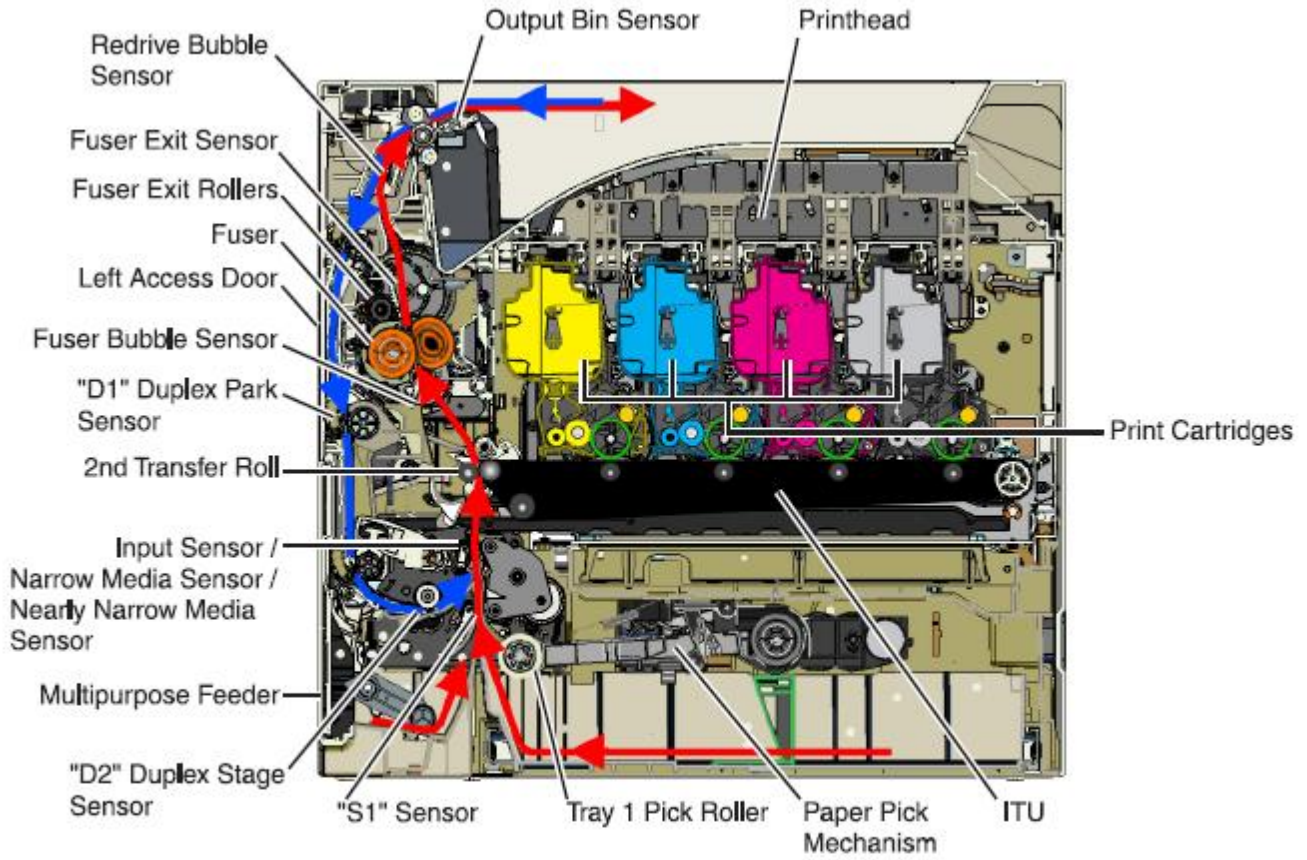 Output Bin Sensor
Printhead
Redrive Bubble
Sensor
Fuser Exit Sensor
Fuser Exit Rollers
Fuser
Left Access Door
Fuser Bubble Sensor
"D1" Duplex Park
Sensor
2nd Transfer Roll
Input Sensor /
Narrow Media Sensor /
Nearly Narrow Media
Sensor
Multipurpose Feeder
"D2" Duplex Stage
Sensor
"S1" Sensor
Tray 1 Pick Roller
Paper Pick
Mechanism
ITU
Print Cartridges